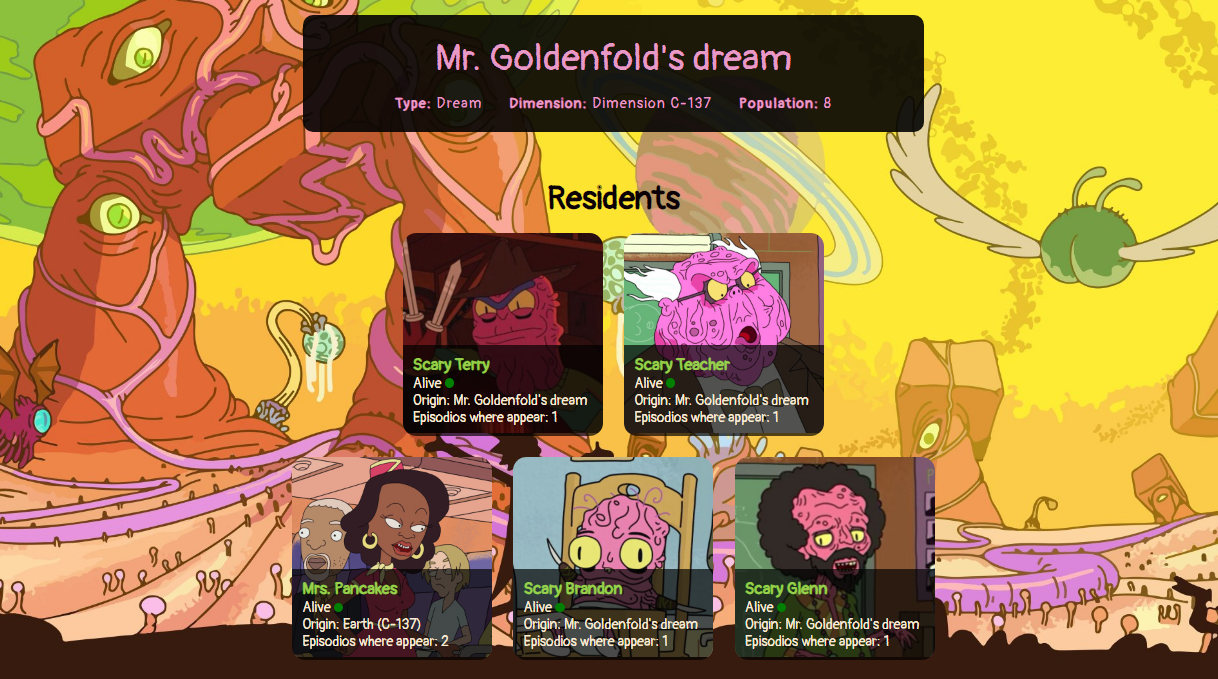 Mr. Goldenfold's dream
Type: Dream Dimension: Dimension C-137 Population: 8
Residents
Scary Terry
Alive
Origin: Mr. Goldenfold's dream
Episodios where appear: 1
Scary Teacher
Alive
Origin: Mr. Goldenfold's dream
Episodios where appear: 1
Mrs. Pancakes
Alive
Origin: Earth (C-137)
Episodios where appear: 2
Scary Brandon
Alive
Origin: Mr. Goldenfold's dream
Episodios where appear: 1
Scary Glenn
Alive
Origin: Mr. Goldenfold's dream
Episodios where appear: 1